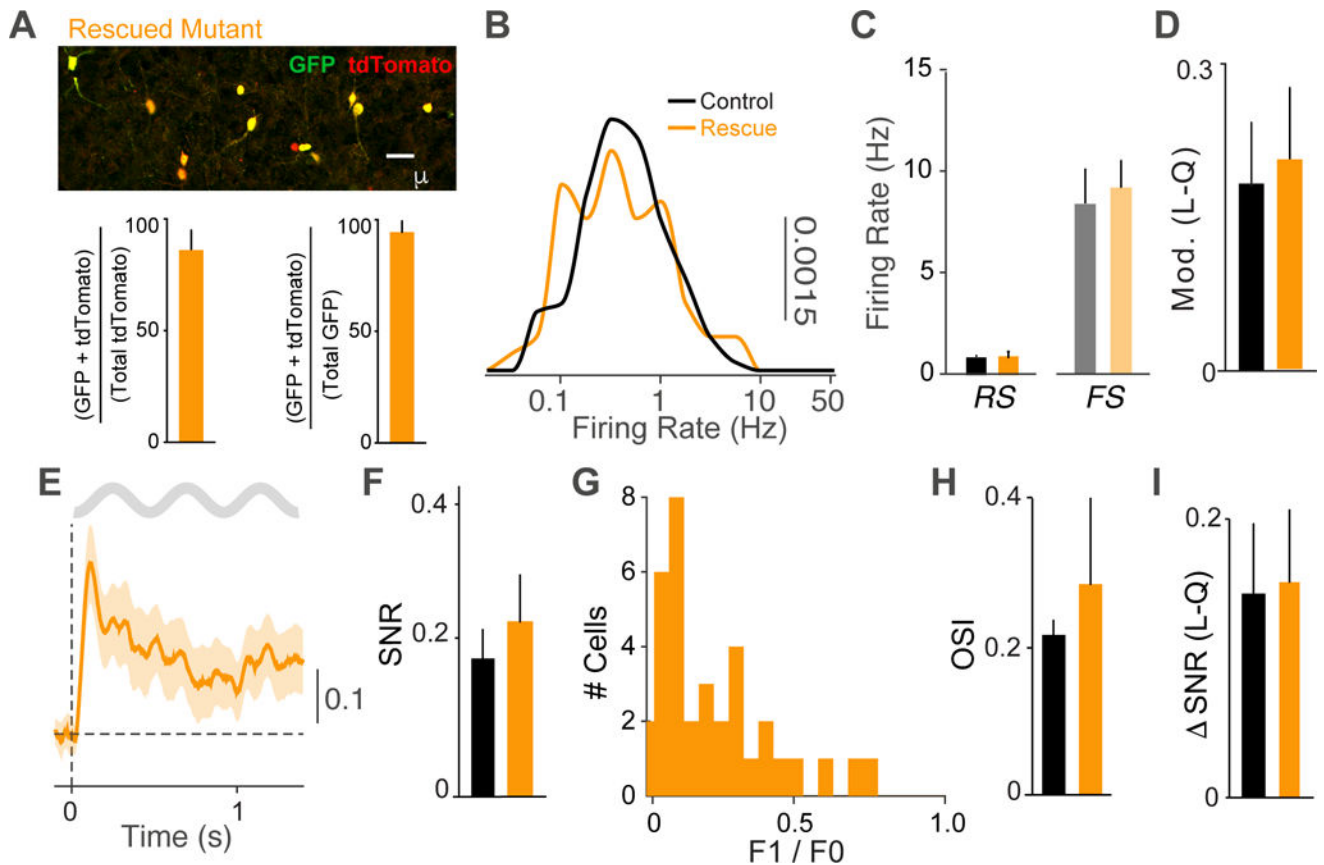 A
Rescued Mutant
GFP tdTomato
μ
(GFP + tdTomato)
(Total tdTomato)
100
50
0
(GFP + tdTomato)
(Total GFP)
100
50
0
B
Control
Rescue
0.0015
0.1 1 10 50
Firing Rate (Hz)
C
Firing Rate (Hz)
15
10
5
0
RS FS
D
Mod. (L-Q)
0.3
0
E
0.1
0 1
Time (s)
F
SNR
0.4
0.2
0
G
# Cells
8
6
4
2
0
0 0.5 1.0
F1 / F0
H
OSI
0.4
0.2
0
I
Δ SNR (L-Q)
0.2
0